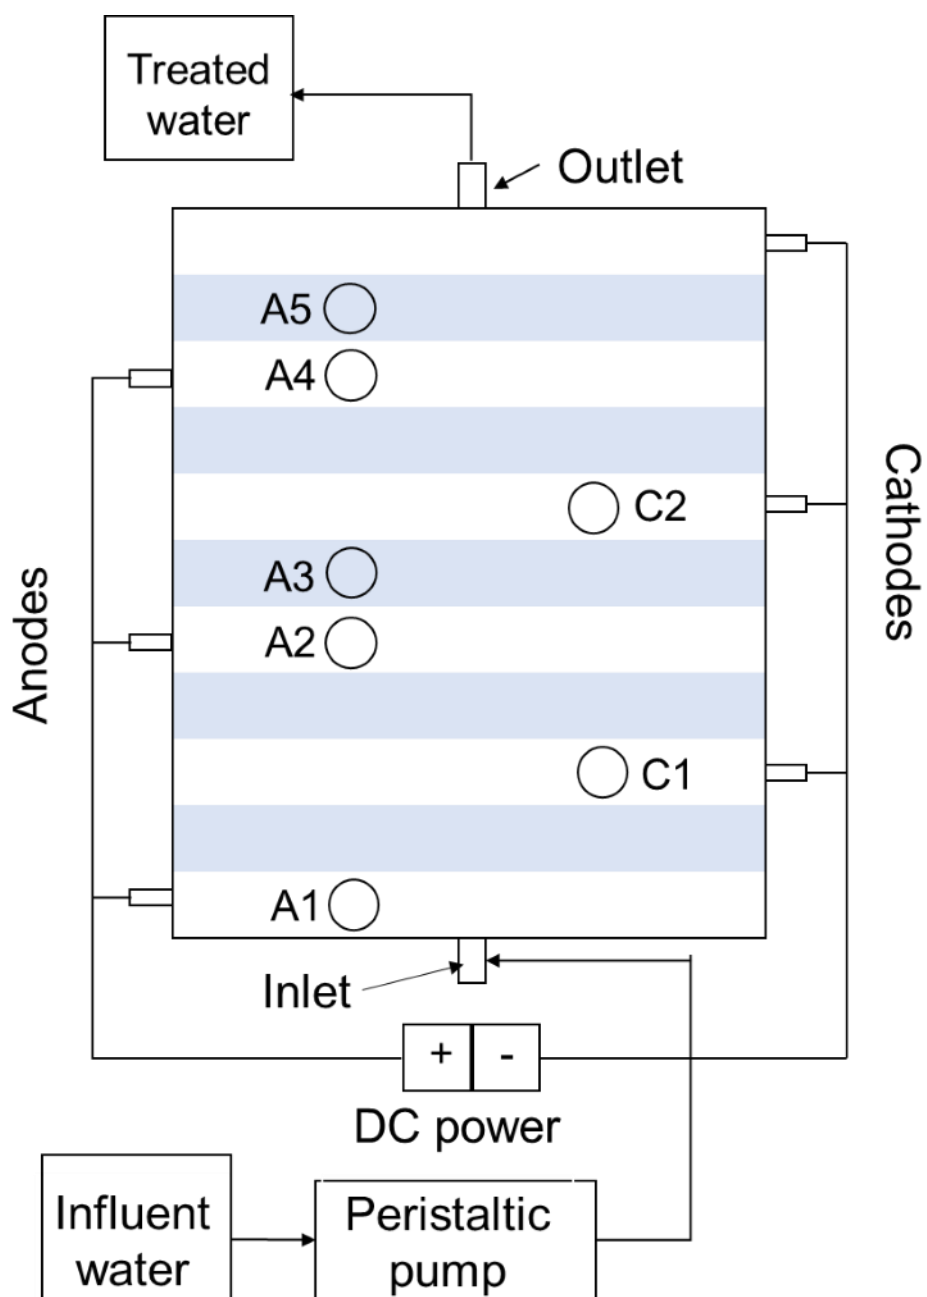 Treated
water
Outlet
A5
A4
C2
A3
A2
C1
A1
Anodes
Cathodes
Inlet
+ -
DC power
Influent
water
Peristaltic
pump